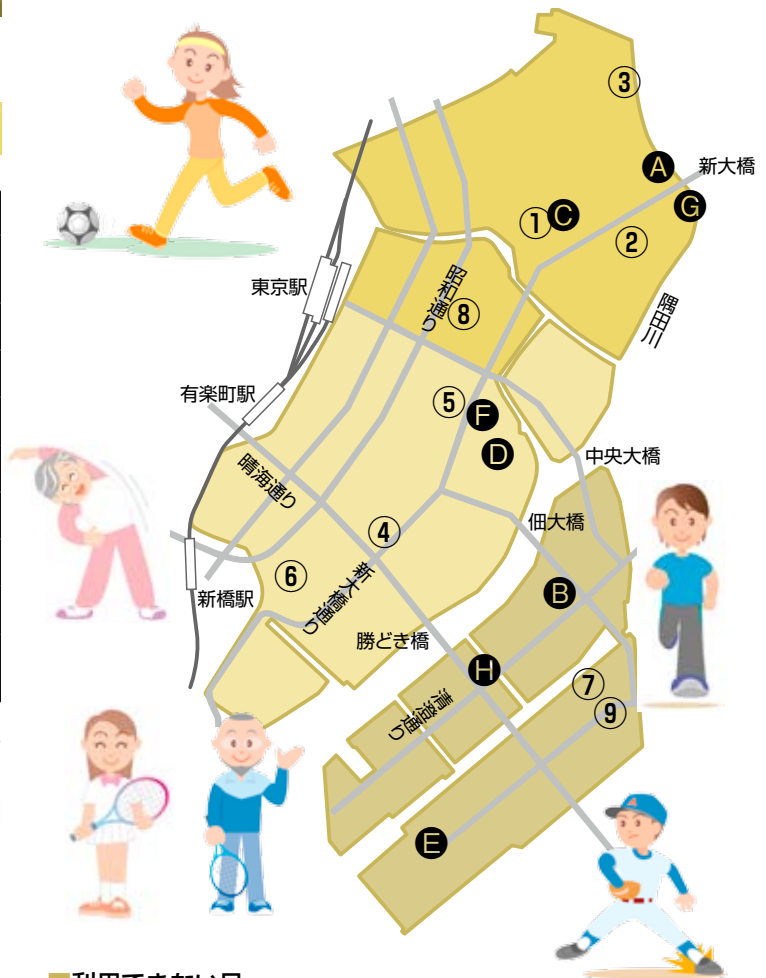 ③
A
新大橋
G
① C
②
隅田川
東京駅
昭和通り
⑧
有楽町駅
⑤
F
D
晴海通り
中央大橋
④
佃大橋
⑥
新大橋通り
新橋駅
B
勝どき橋
H
⑦
清澄通り
⑨
E